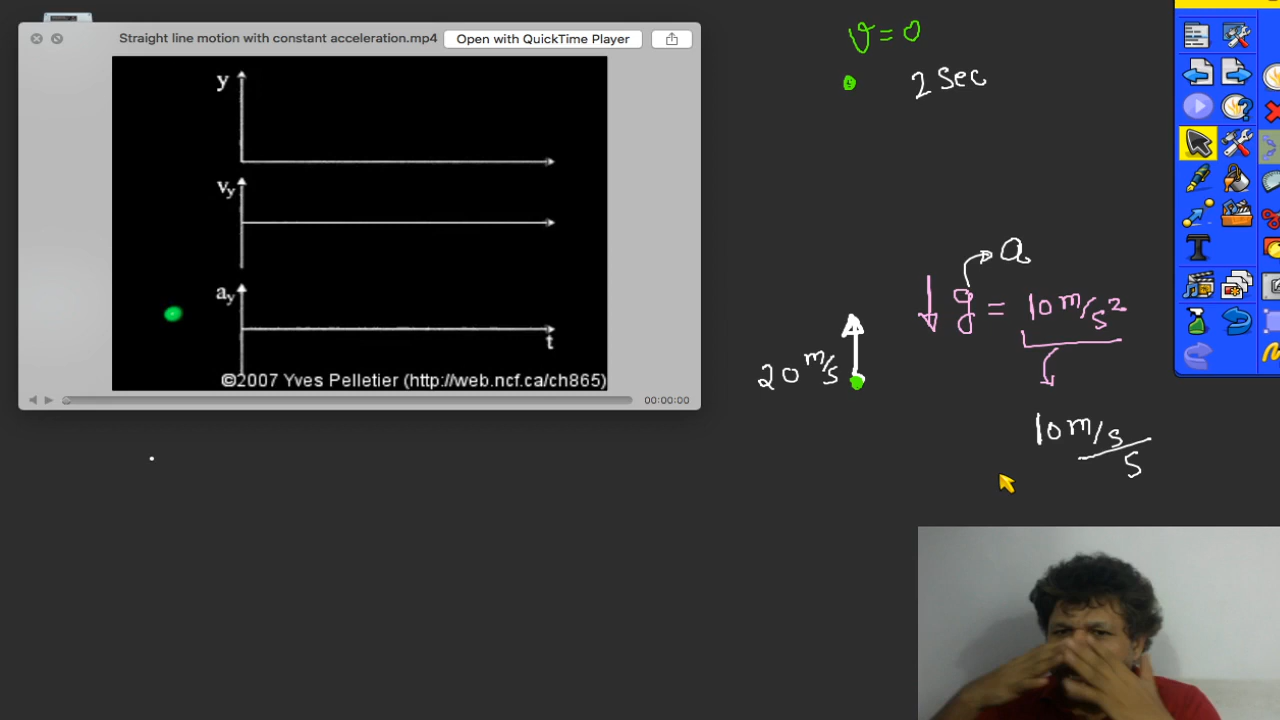 Straight line motion with constant acceleration.mp4
Open with QuickTime Player
y
vy
ay
t
©2007 Yves Pelletier (http://web.ncf.ca/ch865)
00:00:00
v = 0
2 Sec
a
g = 10 m/s²
20 m/s
10 m/s/s
T